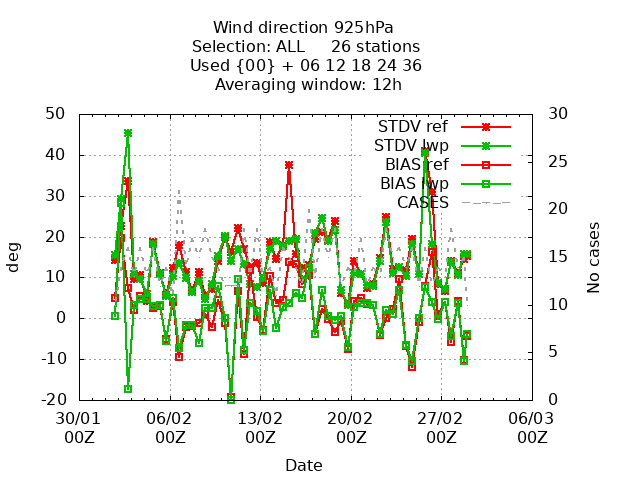 Wind direction 925hPa
Selection: ALL     26 stations
Used {00} + 06 12 18 24 36
Averaging window: 12h
50
40
30
20
10
0
-10
-20
deg
30
25
20
15
10
5
0
No cases
STDV ref
STDV lwp
BIAS ref
BIAS lwp
CASES
30/01 06/02 13/02 20/02 27/02 06/03
00Z 00Z 00Z 00Z 00Z 00Z
Date